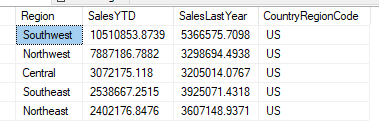 Region SalesYTD SalesLastYear CountryRegionCode
Southwest 10510853.8739 5366575.7098 US
Northwest 7887186.7882 3298694.4938 US
Central 3072175.118 3205014.0767 US
Southeast 2538667.2515 3925071.4318 US
Northeast 2402176.8476 3607148.9371 US